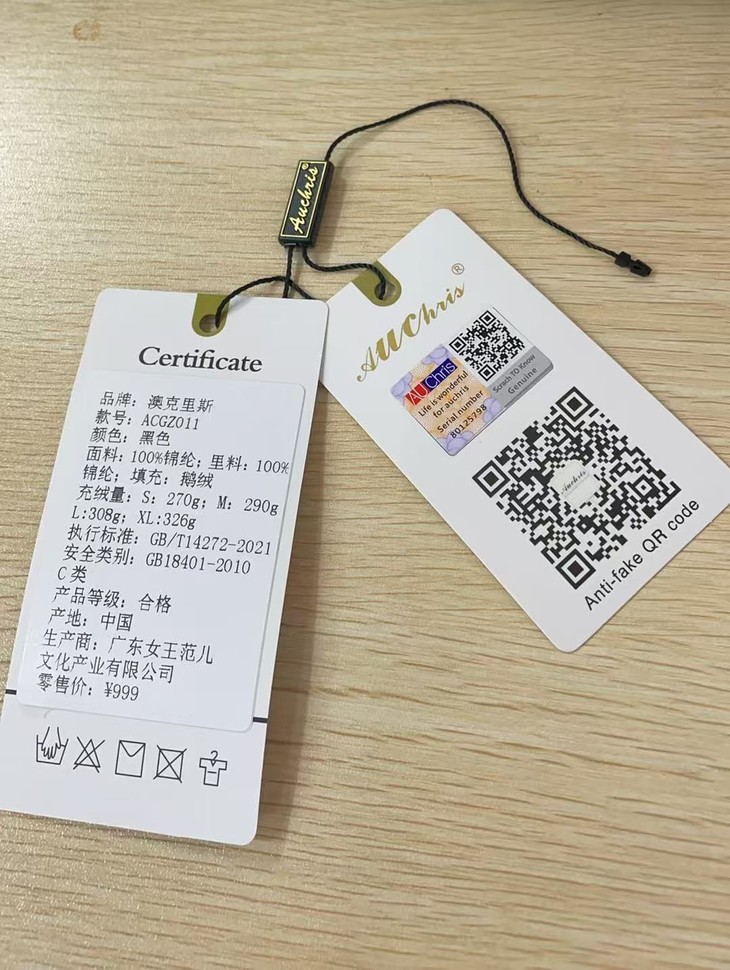 Auchris
Certificate
品牌：澳克里斯
款号：ACGZ011
颜色：黑色
面料：100%锦纶；里料：100%
锦纶；填充：鹅绒
充绒量：S：270g；M：290g
L:308g；XL:326g
执行标准：GB/T14272-2021
安全类别：GB18401-2010
C类
产品等级：合格
产地：中国
生产商：广东女王范儿
文化产业有限公司
零售价：¥999
AUChris®
AUChris
Life is wonderful
for auchris
Serial number
80125798
Scratch TO Know
Genuine
Auchris
Anti-fake QR code